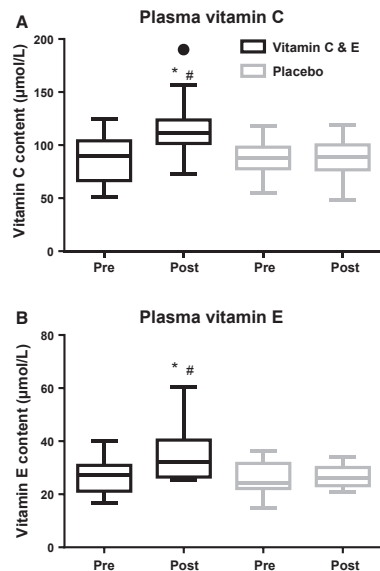 A
Plasma vitamin C
Vitamin C content (μmol/L)
200
150
100
50
0
* #
Vitamin C & E
Placebo
Pre
Post
Pre
Post
B
Plasma vitamin E
Vitamin E content (μmol/L)
80
60
40
20
0
* #
Pre
Post
Pre
Post